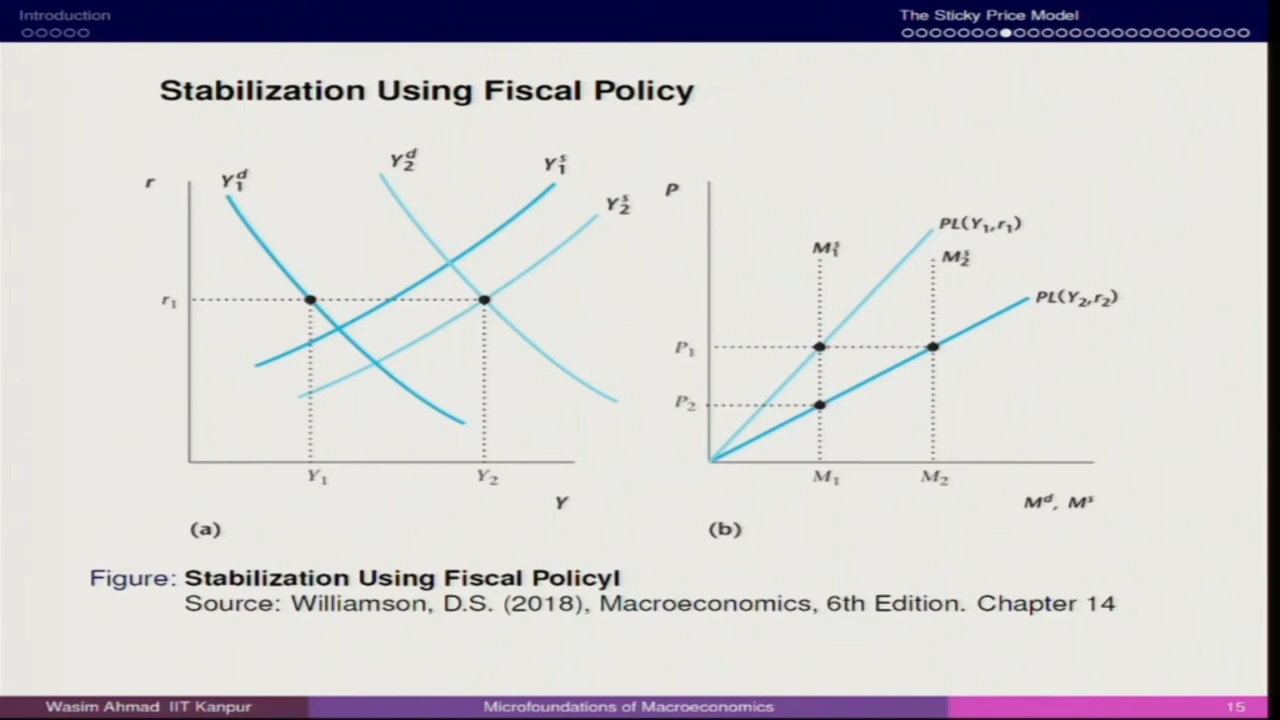 Introduction
The Sticky Price Model
Stabilization Using Fiscal Policy
r
Y₁ᵈ
Y₂ᵈ
Y₁ˢ
Y₂ˢ
r₁
Y₁
Y₂
Y
(a)
P
M₁ˢ
PL(Y₁,r₁)
M₂ˢ
PL(Y₂,r₂)
P₁
P₂
M₁
M₂
Mᵈ, Mˢ
(b)
Figure: Stabilization Using Fiscal PolicyI
Source: Williamson, D.S. (2018), Macroeconomics, 6th Edition. Chapter 14
Wasim Ahmad IIT Kanpur
Microfoundations of Macroeconomics
15